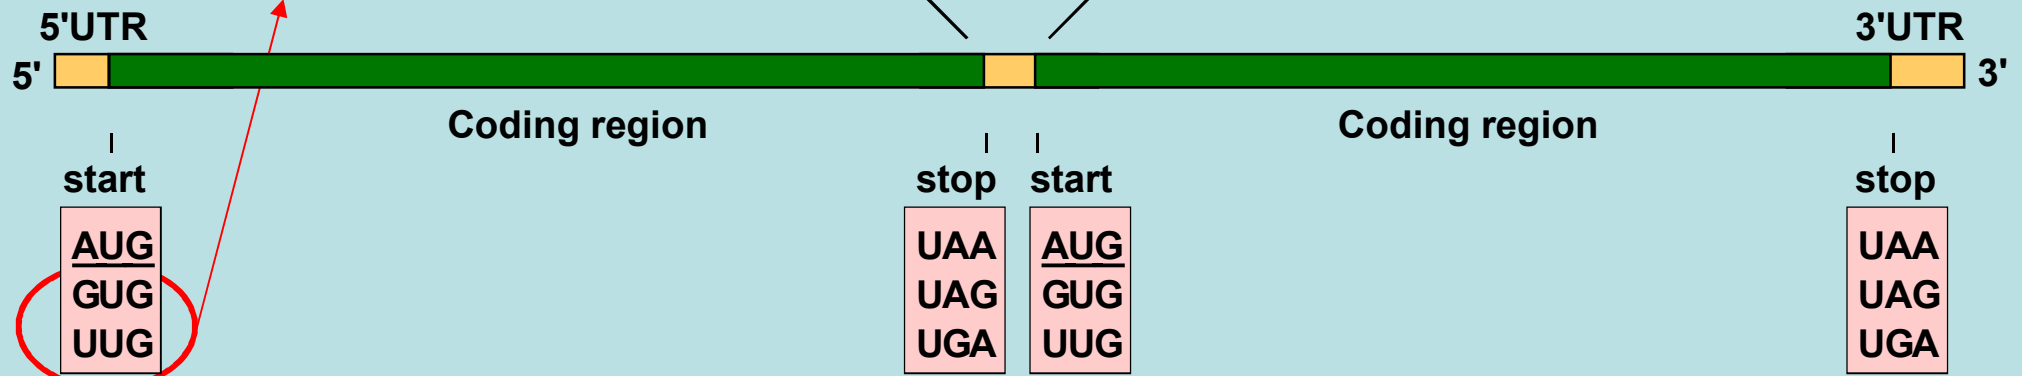 5'UTR 3'UTR
5' 3'
Coding region Coding region
start stop start stop
AUG UAA AUG UAA
GUG UAG GUG UAG
UUG UGA UUG UGA